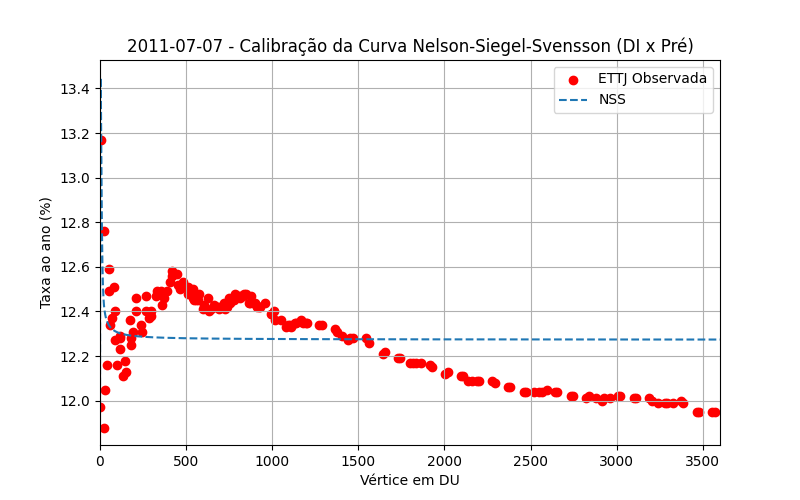 2011-07-07 - Calibração da Curva Nelson-Siegel-Svensson (DI x Pré)
ETTJ Observada
NSS
Taxa ao ano (%)
13.4
13.2
13.0
12.8
12.6
12.4
12.2
12.0
0 500 1000 1500 2000 2500 3000 3500
Vértice em DU